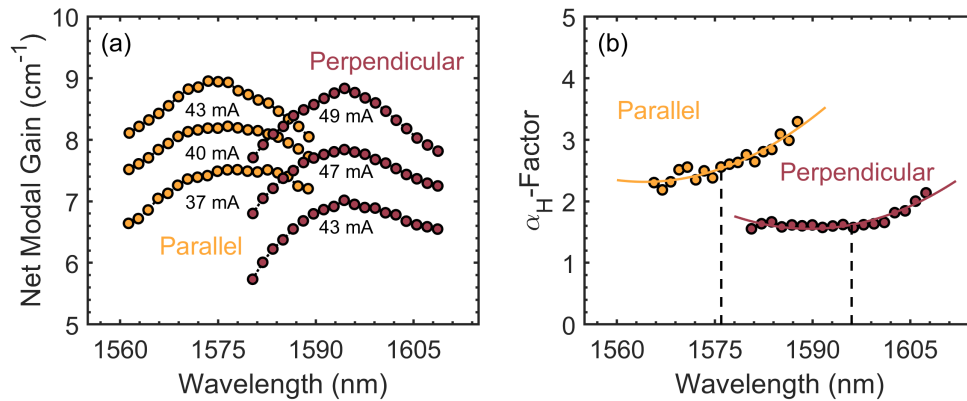 (a)
Net Modal Gain (cm⁻¹)
10
9
8
7
6
5
Perpendicular
43 mA
49 mA
40 mA
47 mA
37 mA
Parallel
43 mA
1560
1575
1590
1605
Wavelength (nm)
(b)
α_H-Factor
5
4
3
2
1
0
Parallel
Perpendicular
1560
1575
1590
1605
Wavelength (nm)